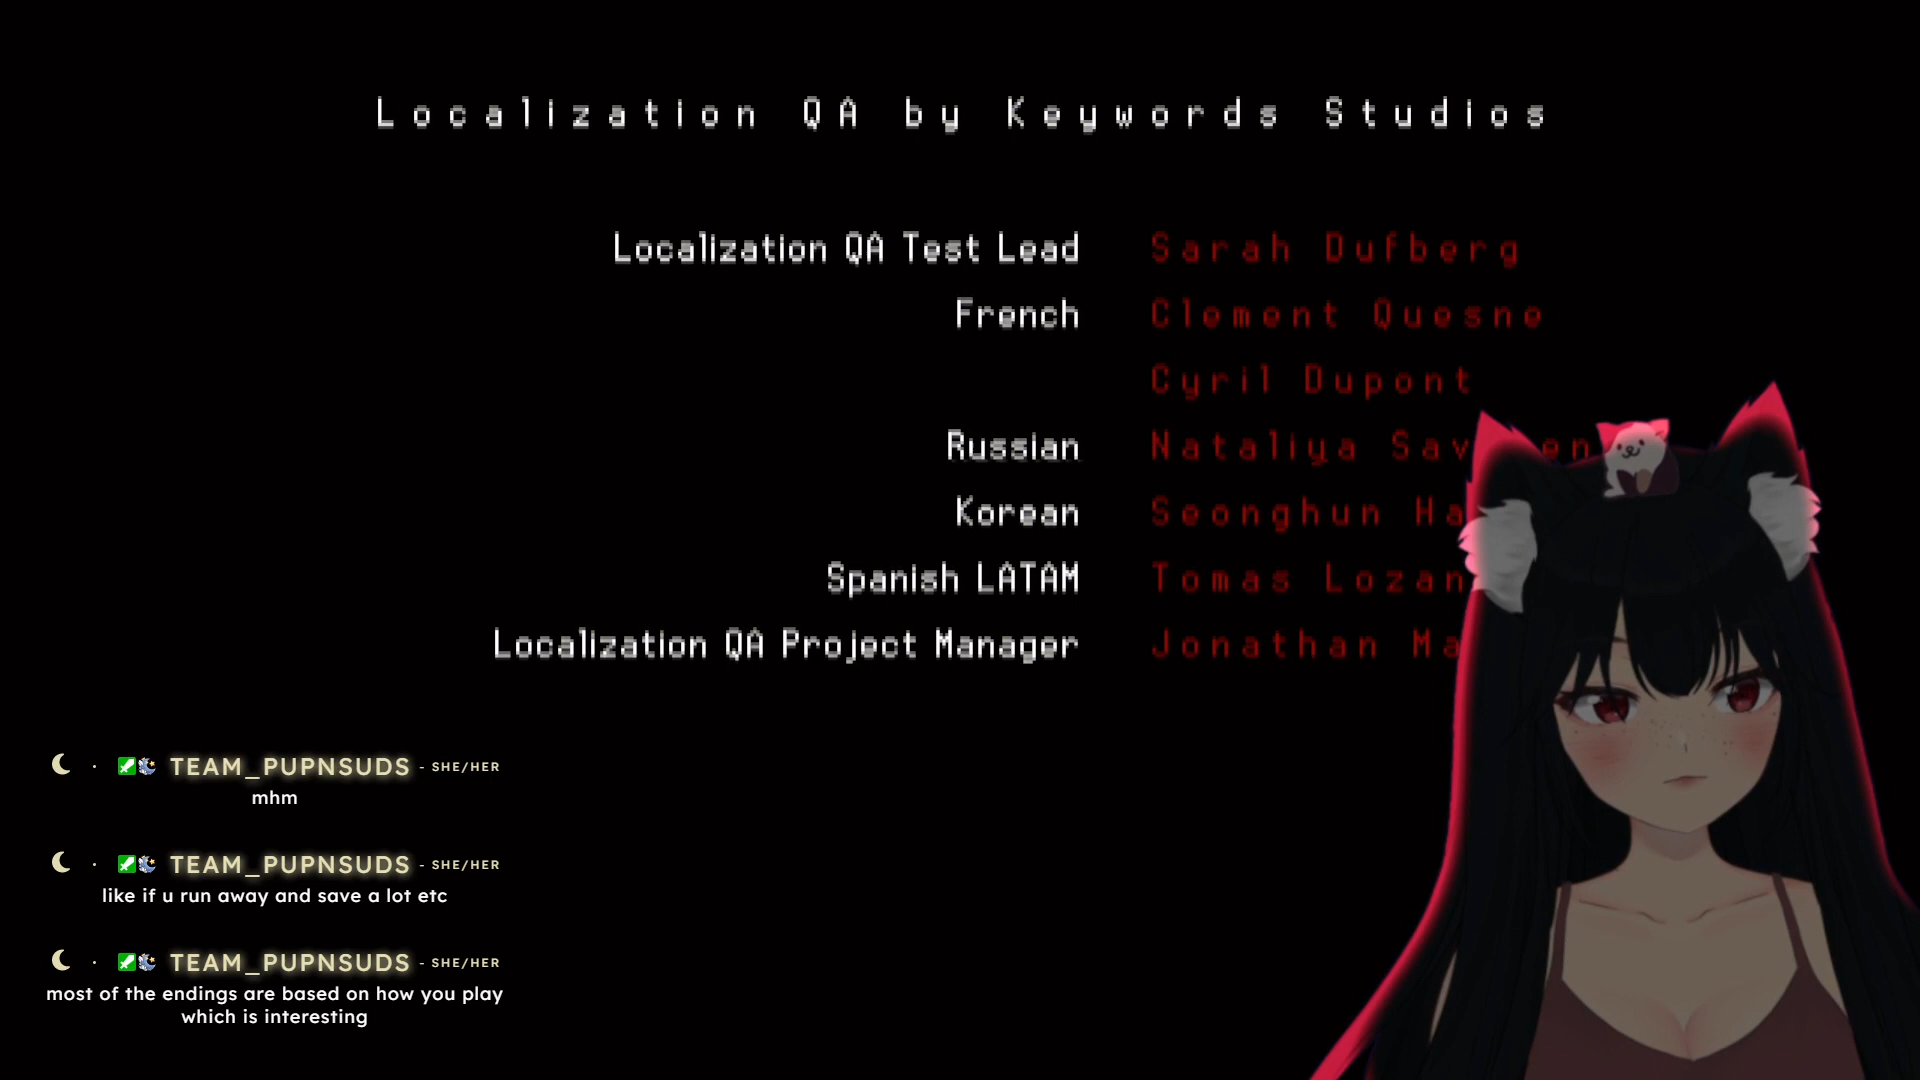 Localization QA by Keywords Studios
Localization QA Test Lead Sarah Dufberg
French Clement Quesne
Cyril Dupont
Russian Nataliya
Korean Seonghun
Spanish LATAM Tomas
Localization QA Project Manager Jonathan
TEAM_PUPNSUDS - SHE/HER
mhm
TEAM_PUPNSUDS - SHE/HER
like if u run away and save a lot etc
TEAM_PUPNSUDS - SHE/HER
most of the endings are based on how you play
which is interesting